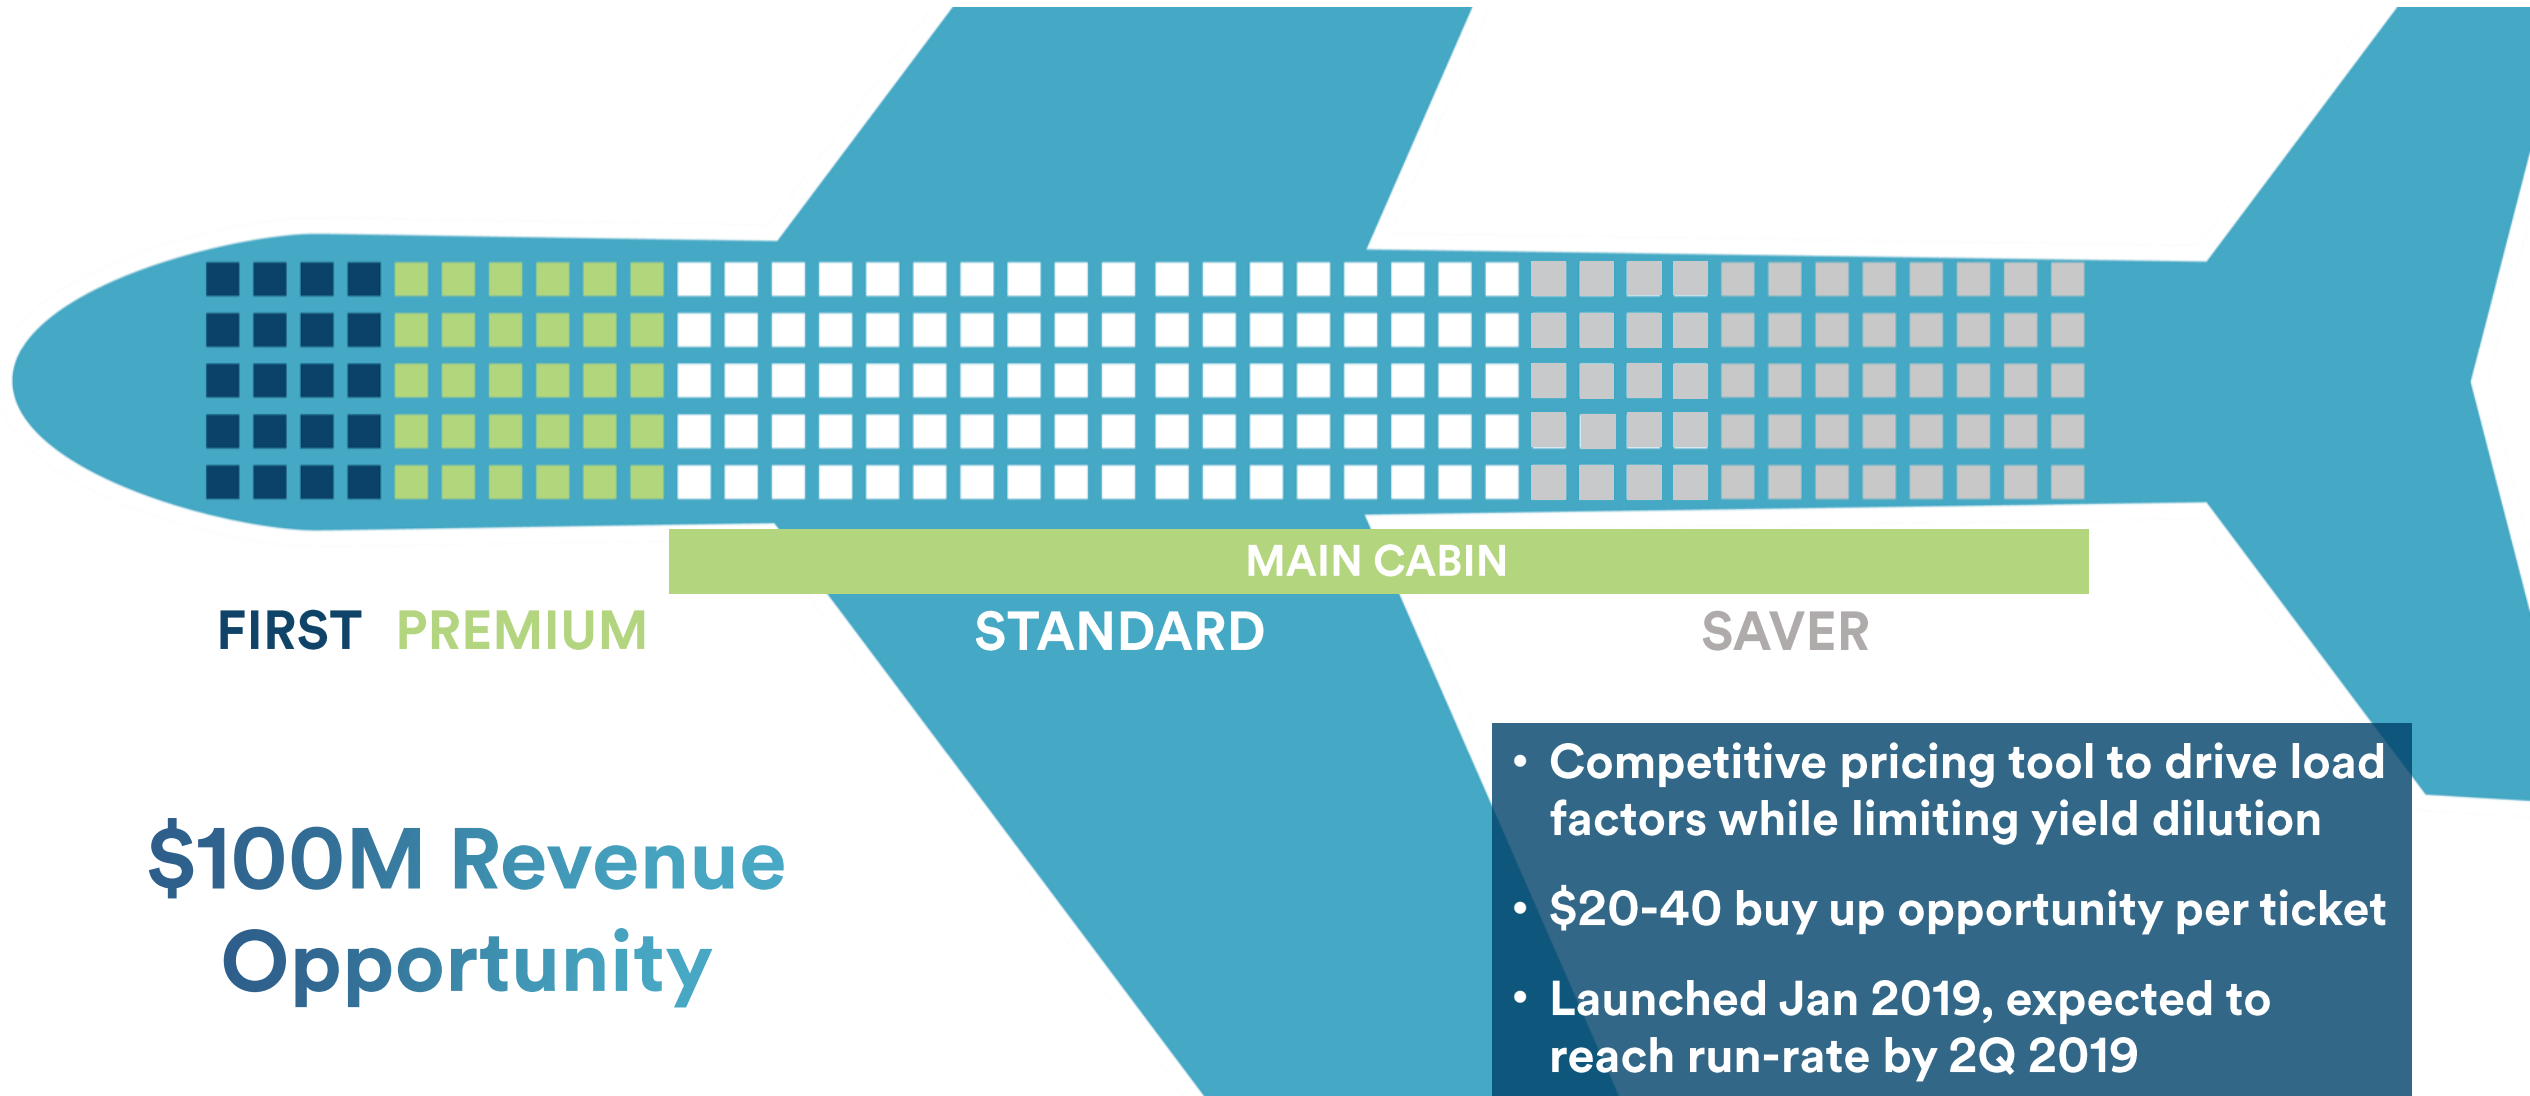 MAIN CABIN
FIRST PREMIUM STANDARD SAVER
$100M Revenue
Opportunity
• Competitive pricing tool to drive load
factors while limiting yield dilution
• $20-40 buy up opportunity per ticket
• Launched Jan 2019, expected to
reach run-rate by 2Q 2019